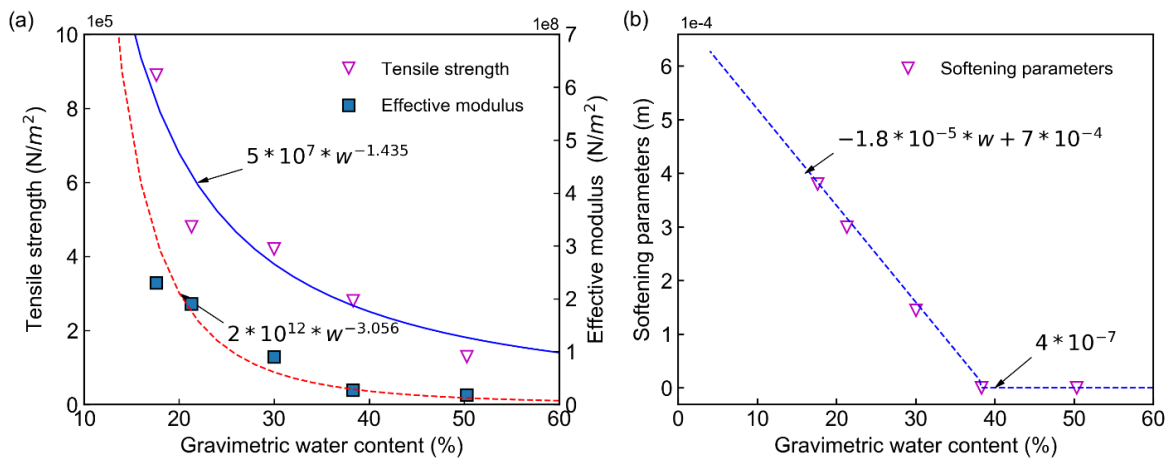 (a)
1e5
1e8
10
8
6
4
2
0
Tensile strength (N/m²)
7
6
5
4
3
2
1
0
Effective modulus (N/m²)
Tensile strength
Effective modulus
5 * 10⁷ * w⁻¹·⁴³⁵
2 * 10¹² * w⁻³·⁰⁵⁶
10 20 30 40 50 60
Gravimetric water content (%)
(b)
1e-4
6
5
4
3
2
1
0
Softening parameters (m)
Softening parameters
−1.8 * 10⁻⁵ * w + 7 * 10⁻⁴
4 * 10⁻⁷
0 10 20 30 40 50 60
Gravimetric water content (%)